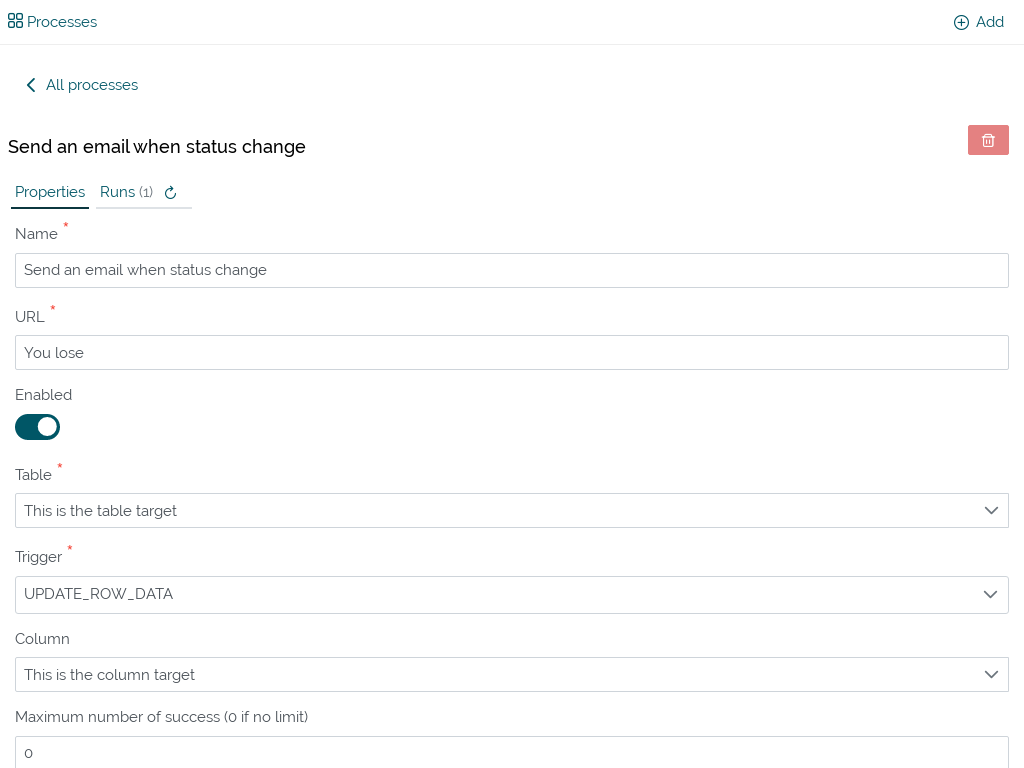 Processes
Add
All processes
Send an email when status change
Properties
Runs (1)
Name *
Send an email when status change
URL *
You lose
Enabled
Table *
This is the table target
Trigger *
UPDATE_ROW_DATA
Column
This is the column target
Maximum number of success (0 if no limit)
0